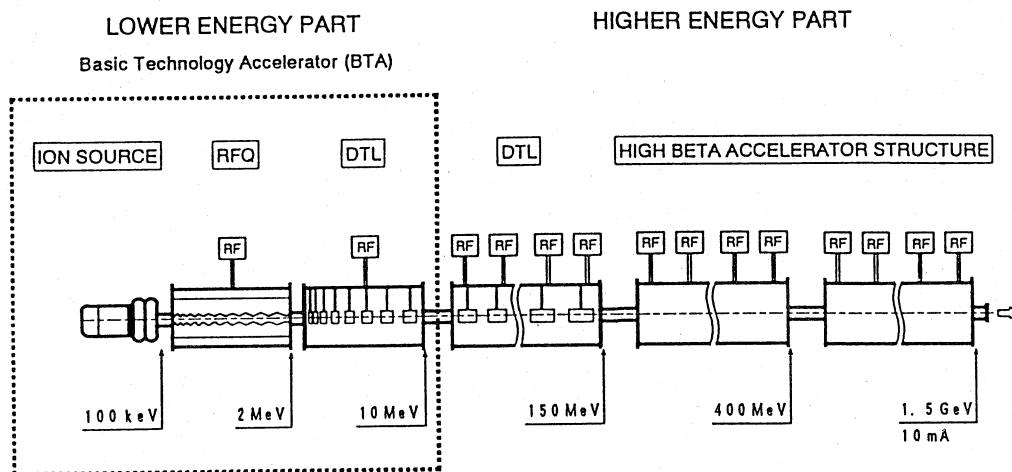 LOWER ENERGY PART
HIGHER ENERGY PART
Basic Technology Accelerator (BTA)
ION SOURCE
RFQ
DTL
DTL
HIGH BETA ACCELERATOR STRUCTURE
RF
RF
RF
RF
RF
RF
RF
RF
RF
RF
RF
RF
RF
RF
100 keV
2 MeV
10 MeV
150 MeV
400 MeV
1. 5 GeV
10 mA